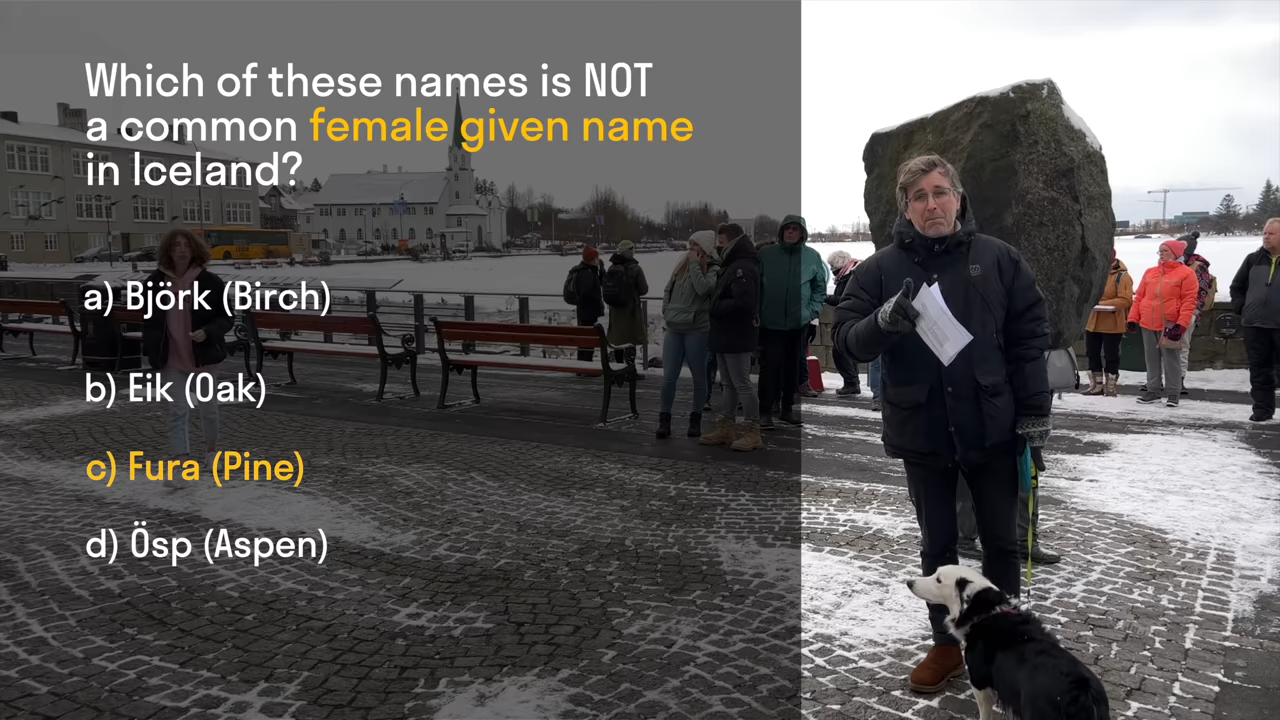 Which of these names is NOT
a common female given name
in Iceland?
a) Björk (Birch)
b) Eik (Oak)
c) Fura (Pine)
d) Ösp (Aspen)